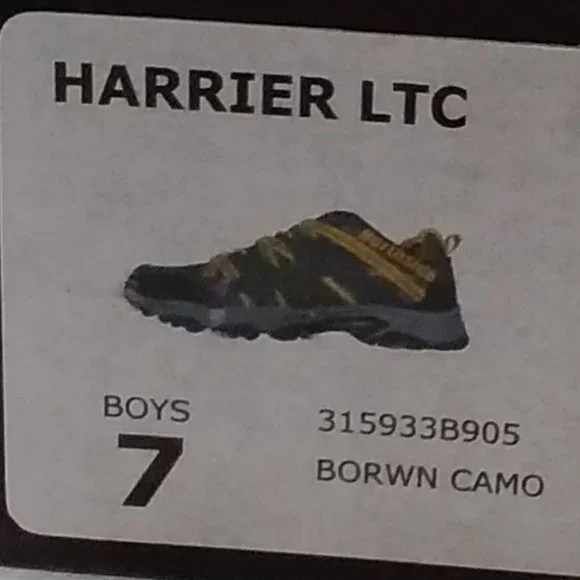 HARRIER LTC
BOYS
7
315933B905
BORWN CAMO